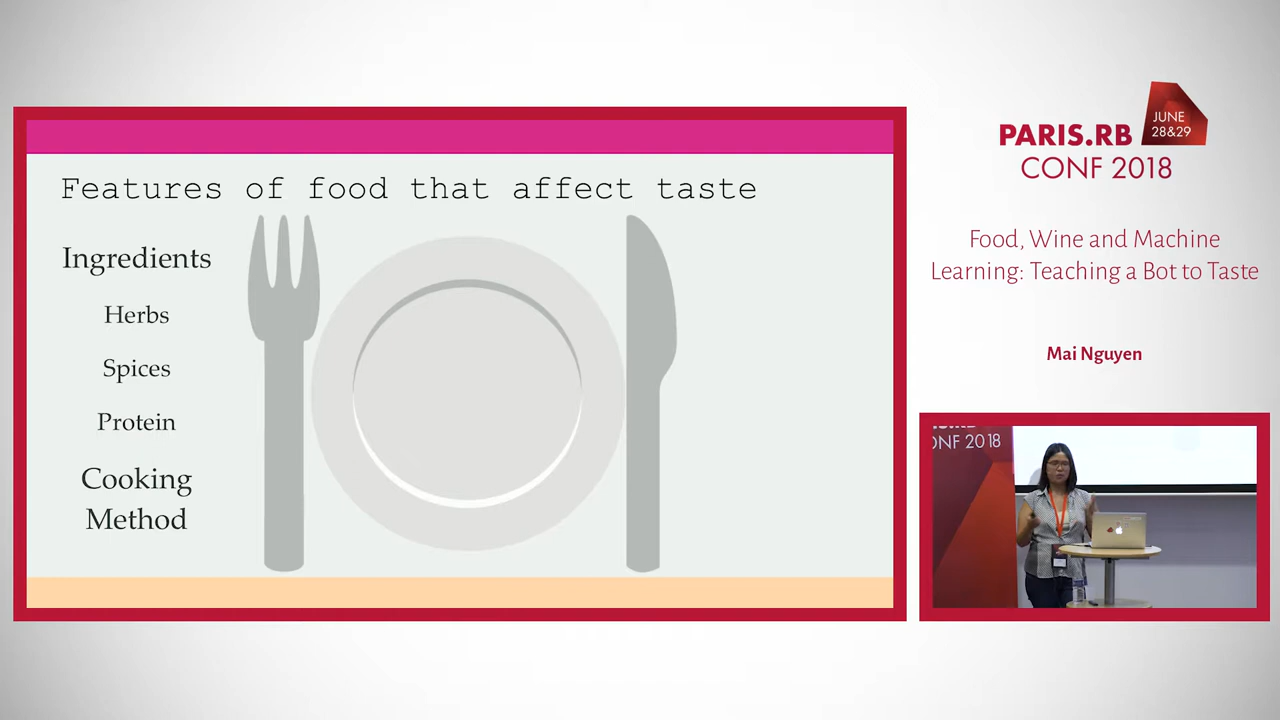 Features of food that affect taste
Ingredients
Herbs
Spices
Protein
Cooking
Method
PARIS.RB
JUNE
28&29
CONF 2018
Food, Wine and Machine
Learning: Teaching a Bot to Taste
Mai Nguyen
CONF 2018